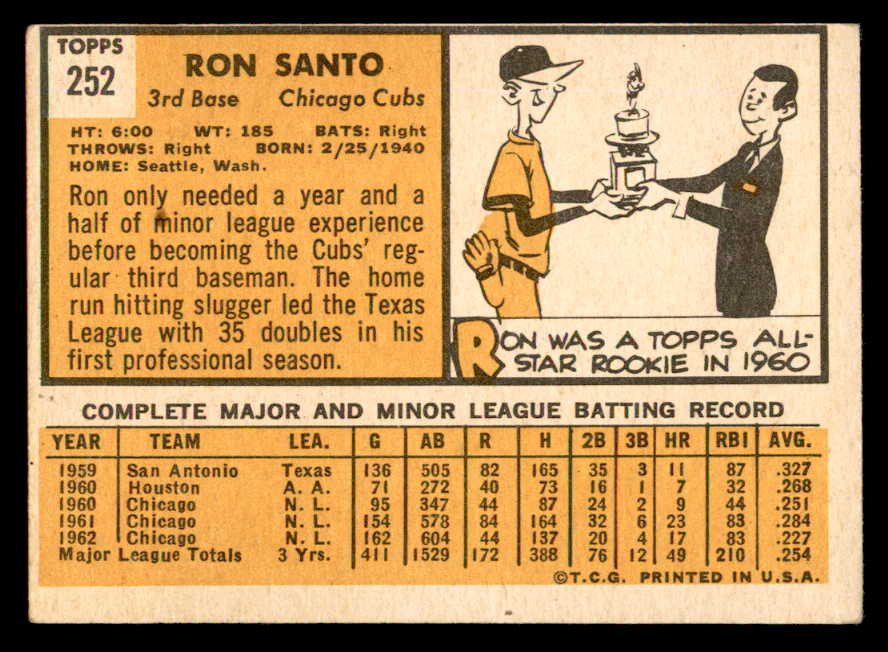 TOPPS
252
RON SANTO
3rd Base Chicago Cubs
HT: 6:00 WT: 185 BATS: Right
THROWS: Right BORN: 2/25/1940
HOME: Seattle, Wash.
Ron only needed a year and a
half of minor league experience
before becoming the Cubs' reg-
ular third baseman. The home
run hitting slugger led the Texas
League with 35 doubles in his
first professional season.
RON WAS A TOPPS ALL-
STAR ROOKIE IN 1960
COMPLETE MAJOR AND MINOR LEAGUE BATTING RECORD
YEAR TEAM LEA. G AB R H 2B 3B HR RBI AVG.
1959 San Antonio Texas 136 505 82 165 35 3 11 87 .327
1960 Houston A. A. 71 272 40 73 16 1 7 32 .268
1960 Chicago N. L. 95 347 44 87 24 2 9 44 .251
1961 Chicago N. L. 154 578 84 164 32 6 23 83 .284
1962 Chicago N. L. 162 604 44 137 20 4 17 83 .227
Major League Totals 3 Yrs. 411 1529 172 388 76 12 49 210 .254
©T.C.G. PRINTED IN U.S.A.